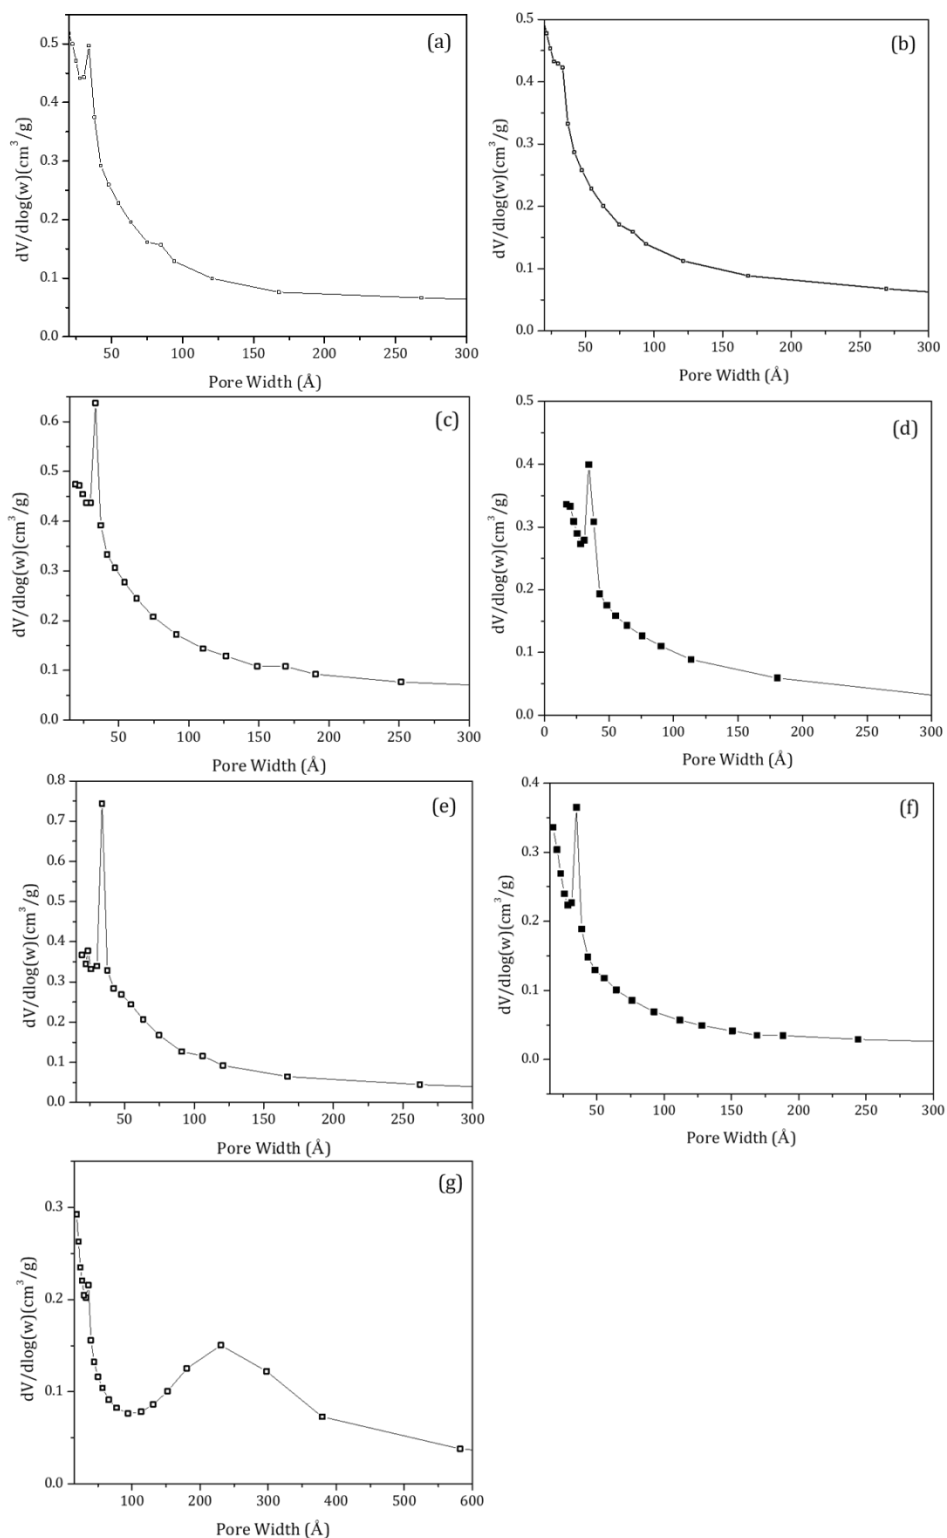 (a)
dV/dlog(w)(cm³/g)
0.5
0.4
0.3
0.2
0.1
0.0
50 100 150 200 250 300
Pore Width (Å)
(b)
dV/dlog(w)(cm³/g)
0.5
0.4
0.3
0.2
0.1
0.0
50 100 150 200 250 300
Pore Width (Å)
(c)
dV/dlog(w)(cm³/g)
0.6
0.5
0.4
0.3
0.2
0.1
0.0
50 100 150 200 250 300
Pore Width (Å)
(d)
dV/dlog(w)(cm³/g)
0.5
0.4
0.3
0.2
0.1
0.0
0 50 100 150 200 250 300
Pore Width (Å)
(e)
dV/dlog(w)(cm³/g)
0.8
0.7
0.6
0.5
0.4
0.3
0.2
0.1
0.0
50 100 150 200 250 300
Pore Width (Å)
(f)
dV/dlog(w)(cm³/g)
0.4
0.3
0.2
0.1
0.0
50 100 150 200 250 300
Pore Width (Å)
(g)
dV/dlog(w)(cm³/g)
0.3
0.2
0.1
0.0
100 200 300 400 500 600
Pore Width (Å)